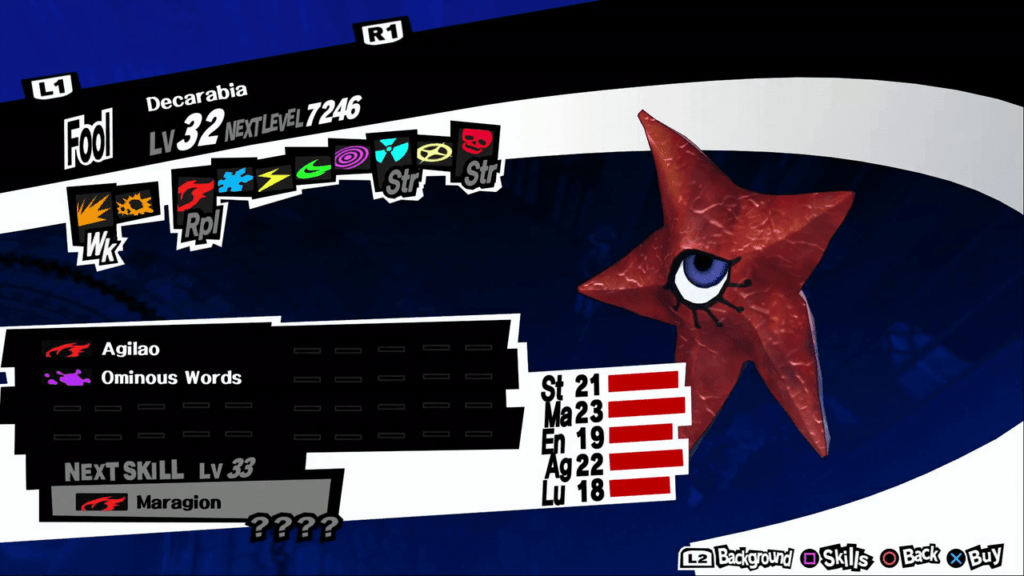 R1
L1
Decarabia
Fool
LV 32 NEXT LEVEL 7246
Wk Rpl Str Str
Agilao
Ominous Words
St 21
Ma 23
En 19
Ag 22
Lu 18
NEXT SKILL LV 33
Maragion
????
L2 Background Skills Back Buy